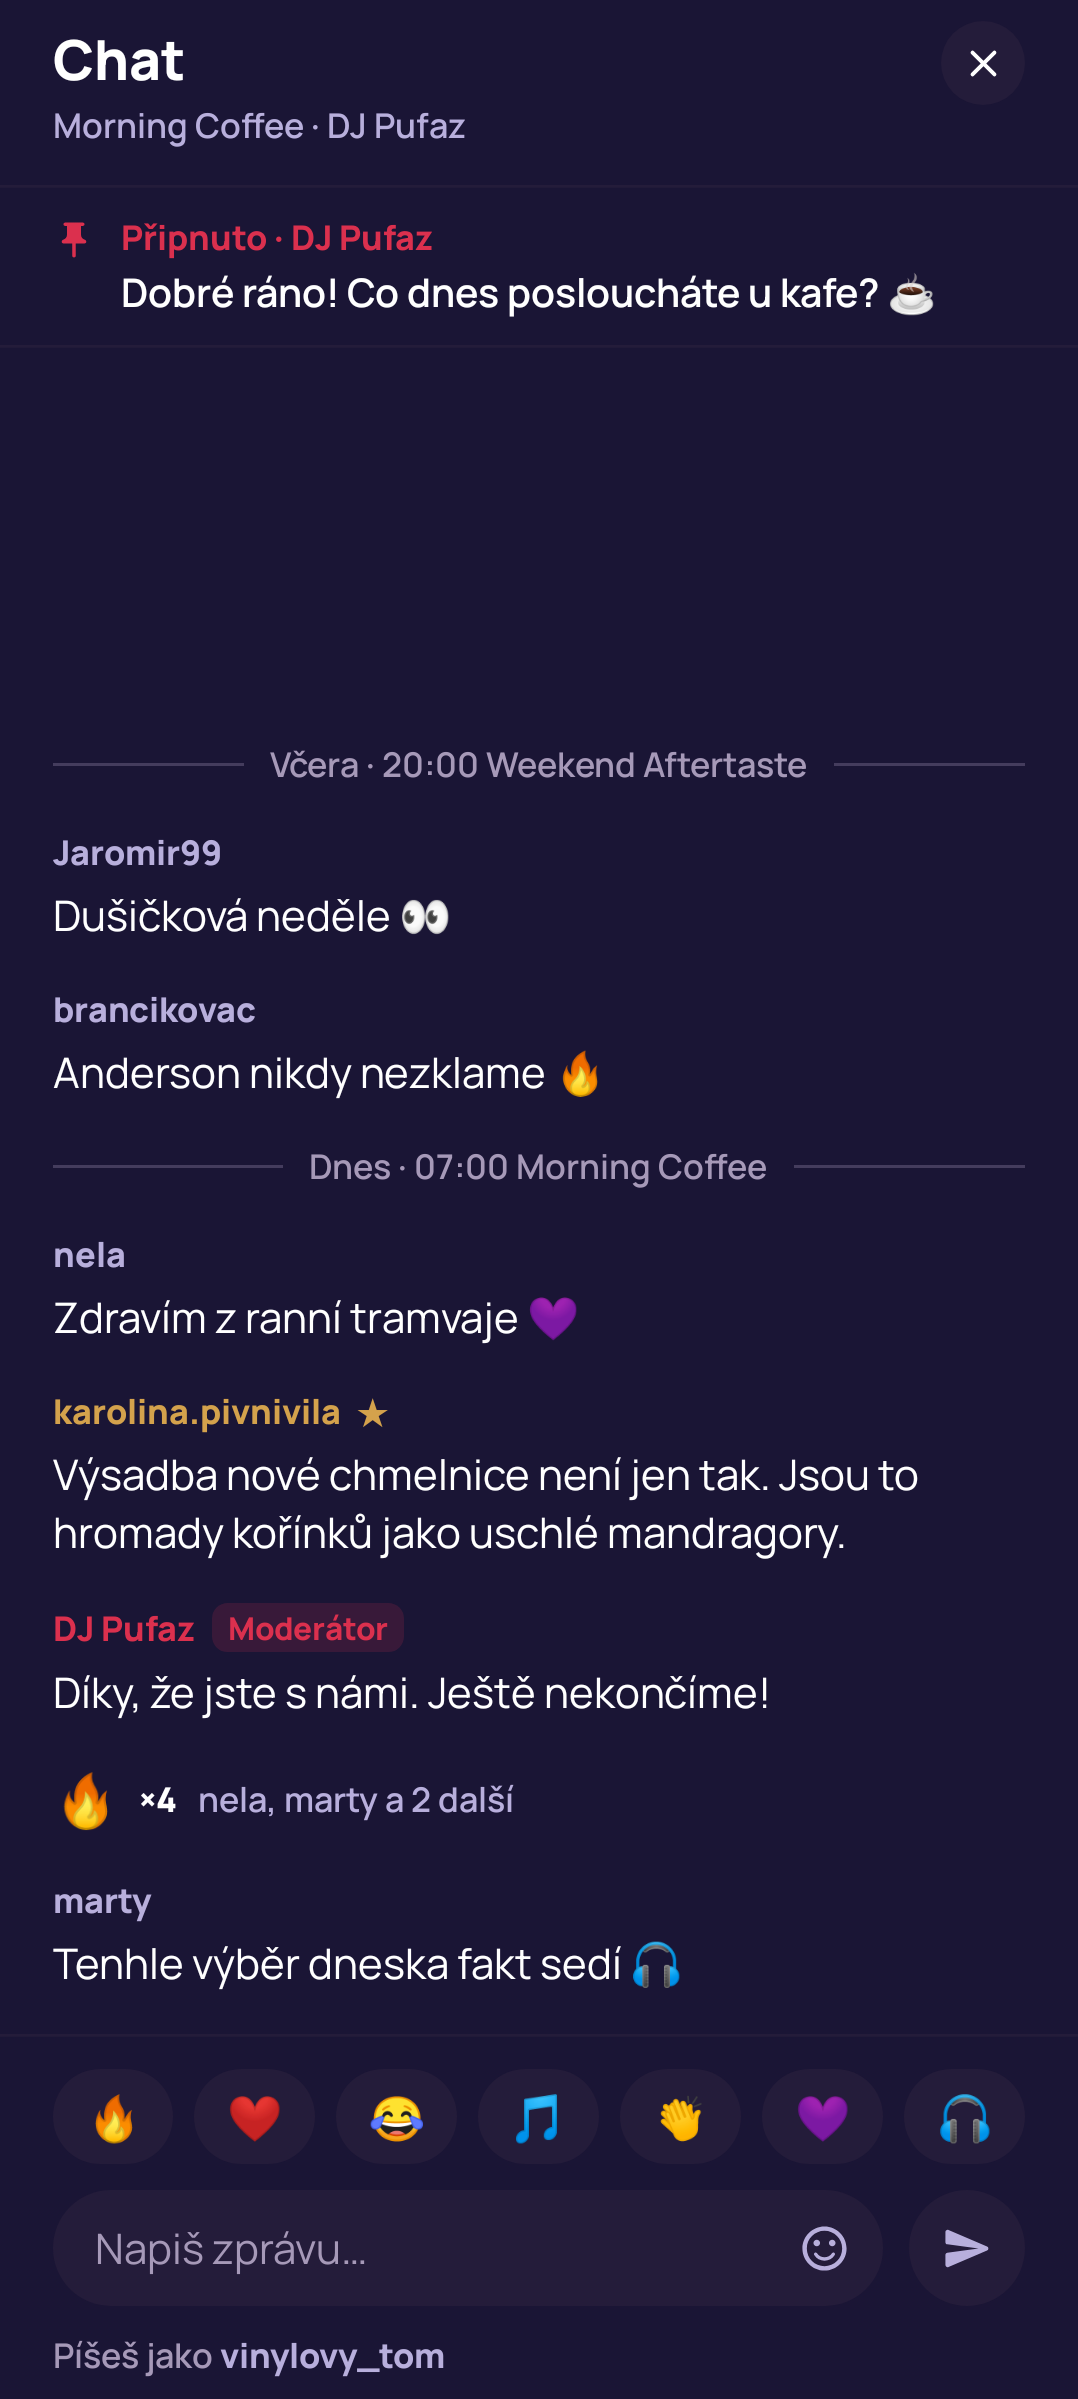 Chat
Morning Coffee · DJ Pufaz
Připnuto · DJ Pufaz
Dobré ráno! Co dnes posloucháte u kafe? ☕
Včera · 20:00 Weekend Aftertaste
Jaromir99
Dušičková neděle 👀
brancikovac
Anderson nikdy nezklame 🔥
Dnes · 07:00 Morning Coffee
nela
Zdravím z ranní tramvaje 💜
karolina.pivnivila ★
Výsadba nové chmelnice není jen tak. Jsou to
hromady kořínků jako uschlé mandragory.
DJ Pufaz Moderátor
Díky, že jste s námi. Ještě nekončíme!
🔥 ×4 nela, marty a 2 další
marty
Tenhle výběr dneska fakt sedí 🎧
🔥 ❤️ 😂 🎵 👏 💜 🎧
Napiš zprávu…
Píšeš jako vinylovy_tom